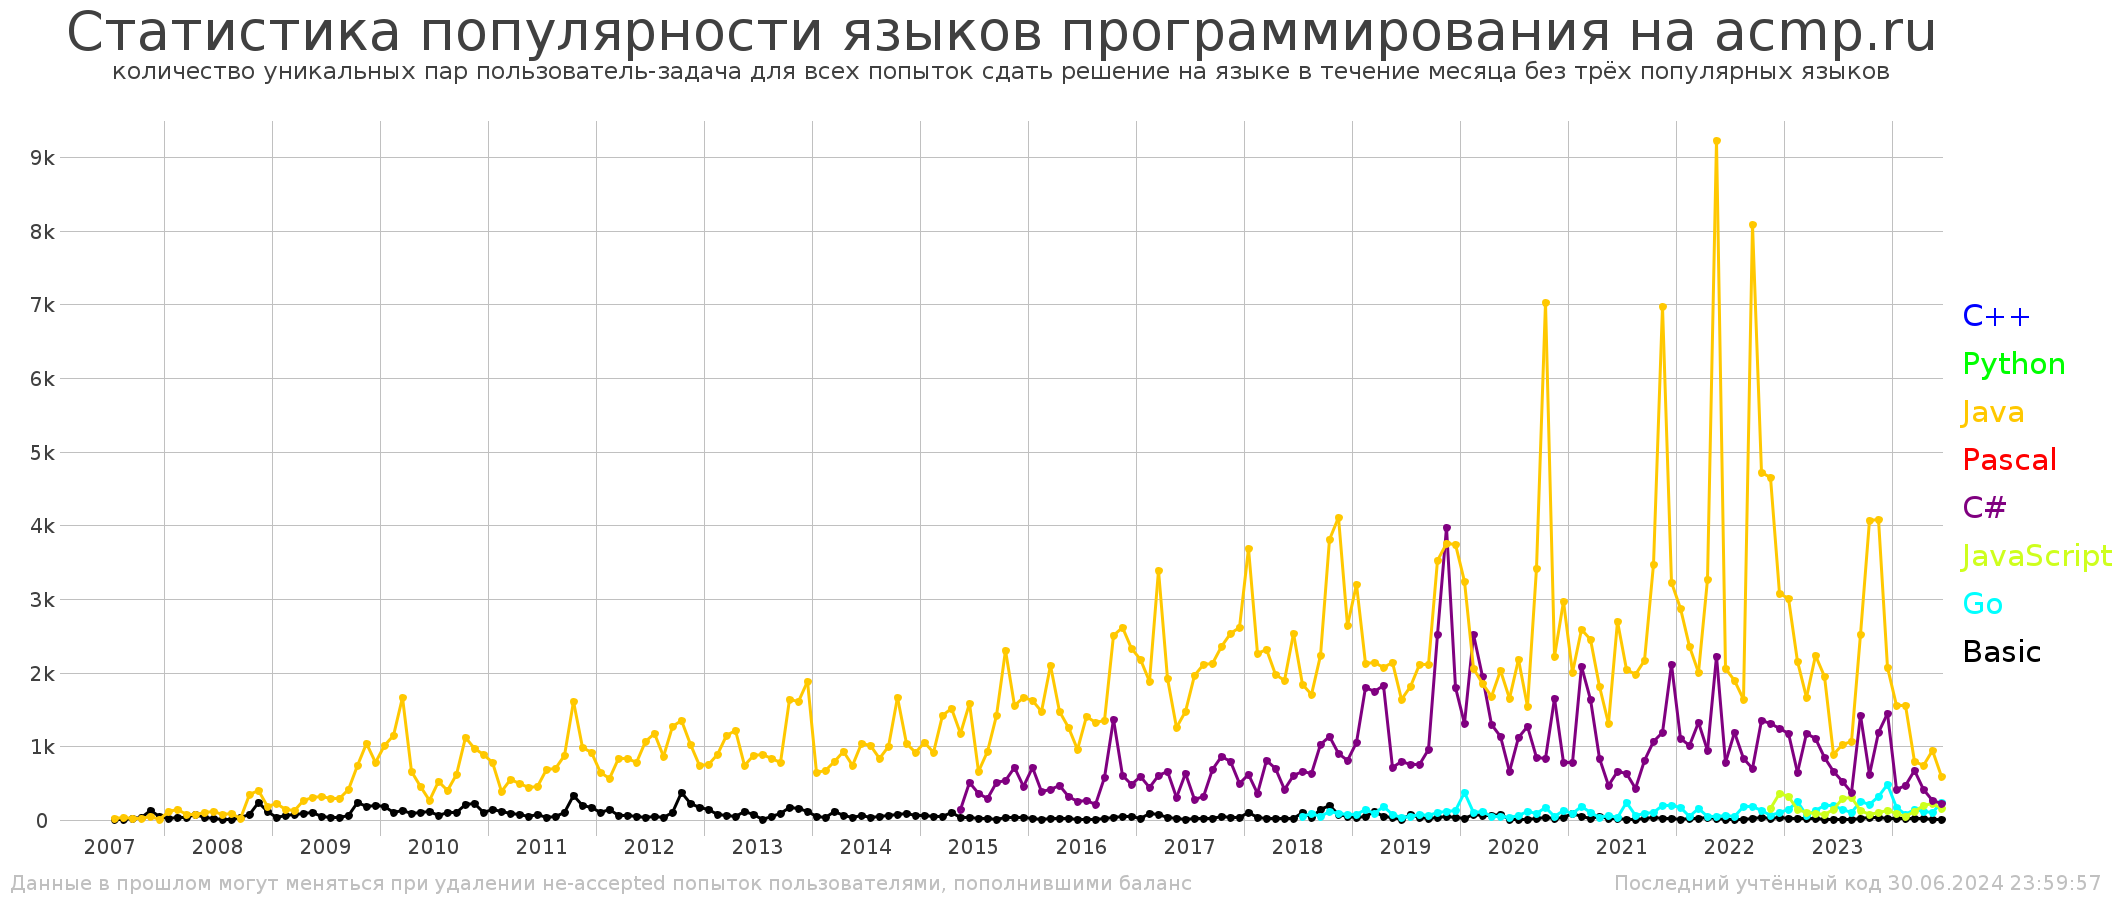 Статистика популярности языков программирования на acmp.ru
количество уникальных пар пользователь-задача для всех попыток сдать решение на языке в течение месяца без трёх популярных языков
9k
8k
7k
6k
5k
4k
3k
2k
1k
0
C++
Python
Java
Pascal
C#
JavaScript
Go
Basic
2007 2008 2009 2010 2011 2012 2013 2014 2015 2016 2017 2018 2019 2020 2021 2022 2023
Данные в прошлом могут меняться при удалении не-accepted попыток пользователями, пополнившими баланс
Последний учтённый код 30.06.2024 23:59:57